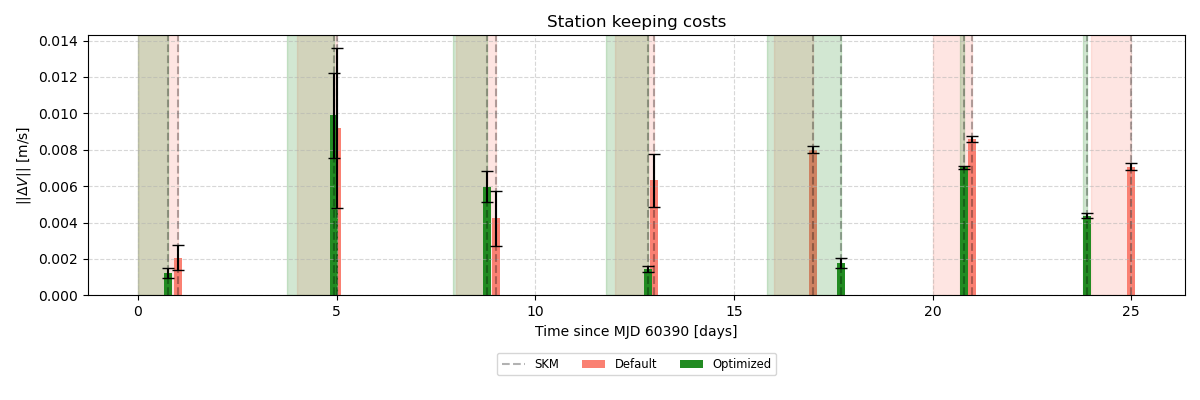 Station keeping costs
||ΔV|| [m/s]
0.014
0.012
0.010
0.008
0.006
0.004
0.002
0.000
0 5 10 15 20 25
Time since MJD 60390 [days]
SKM Default Optimized